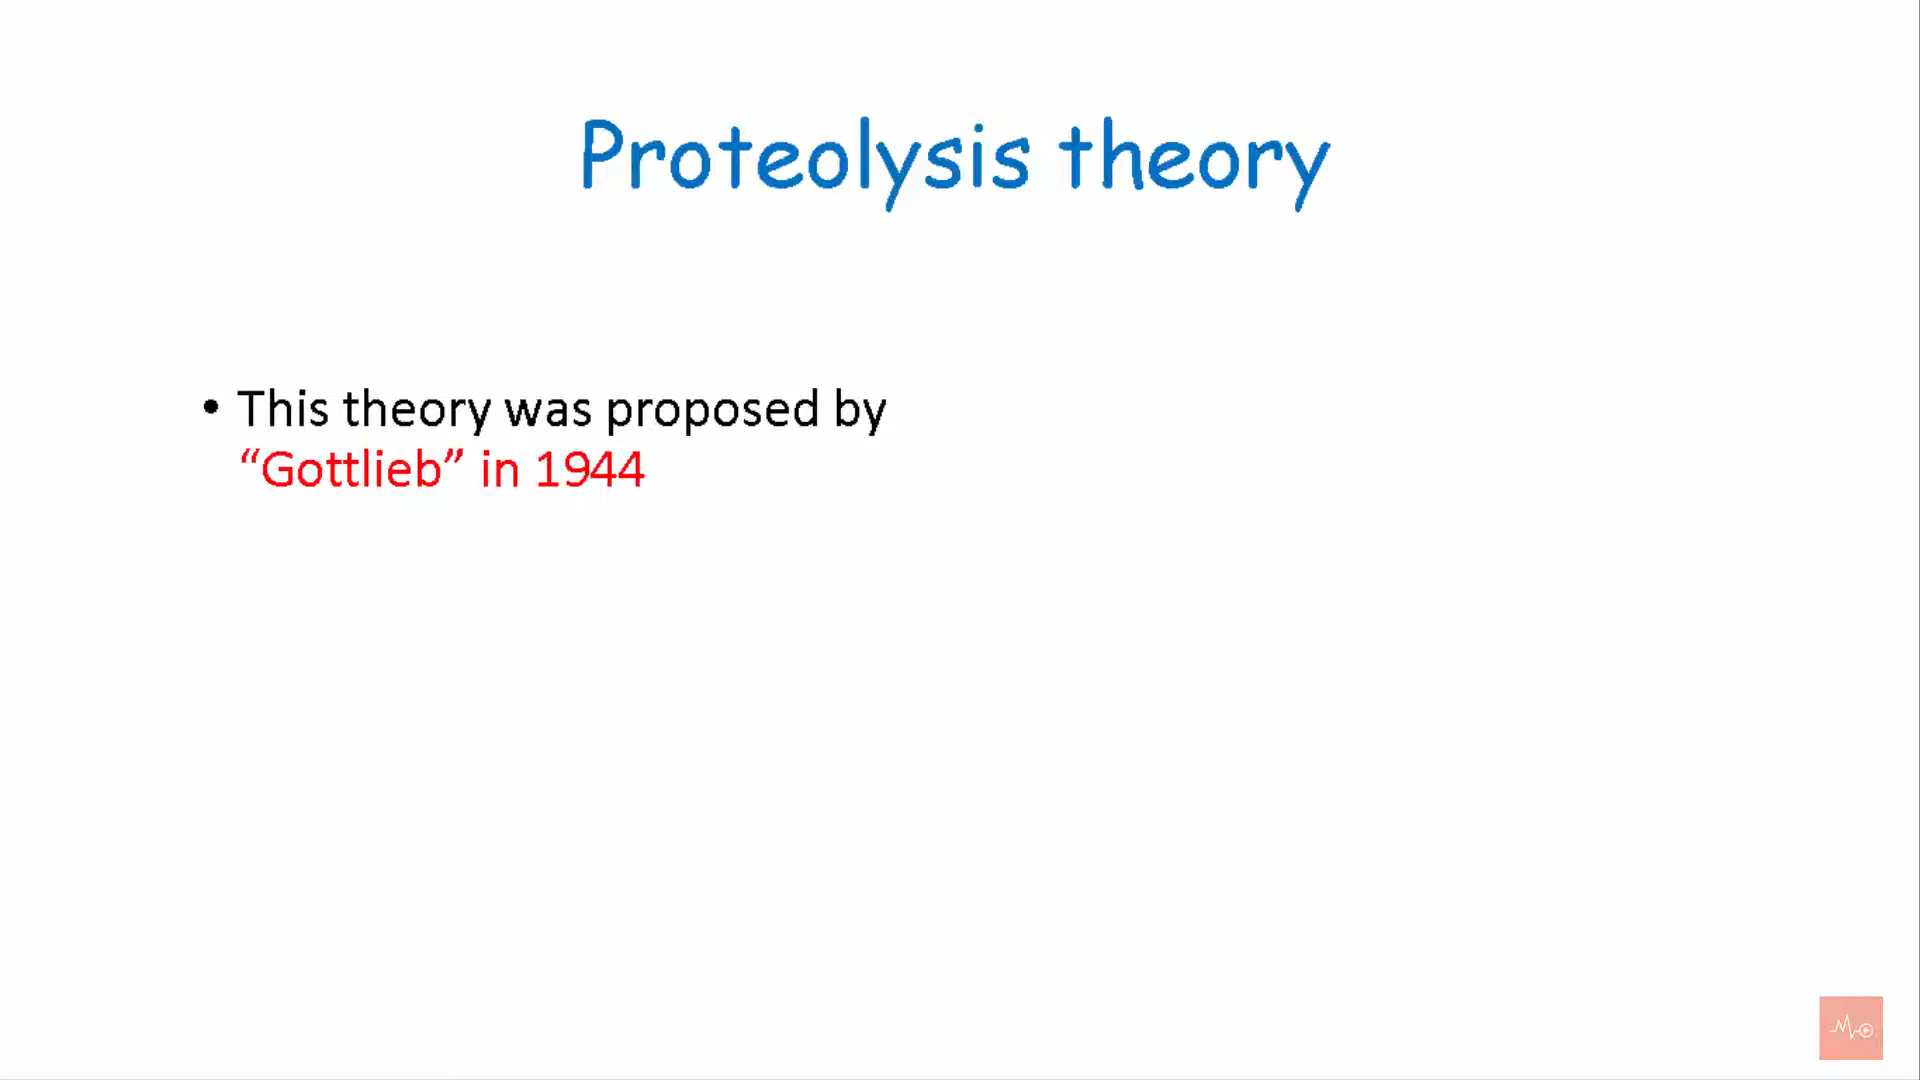 Proteolysis theory
• This theory was proposed by
“Gottlieb” in 1944